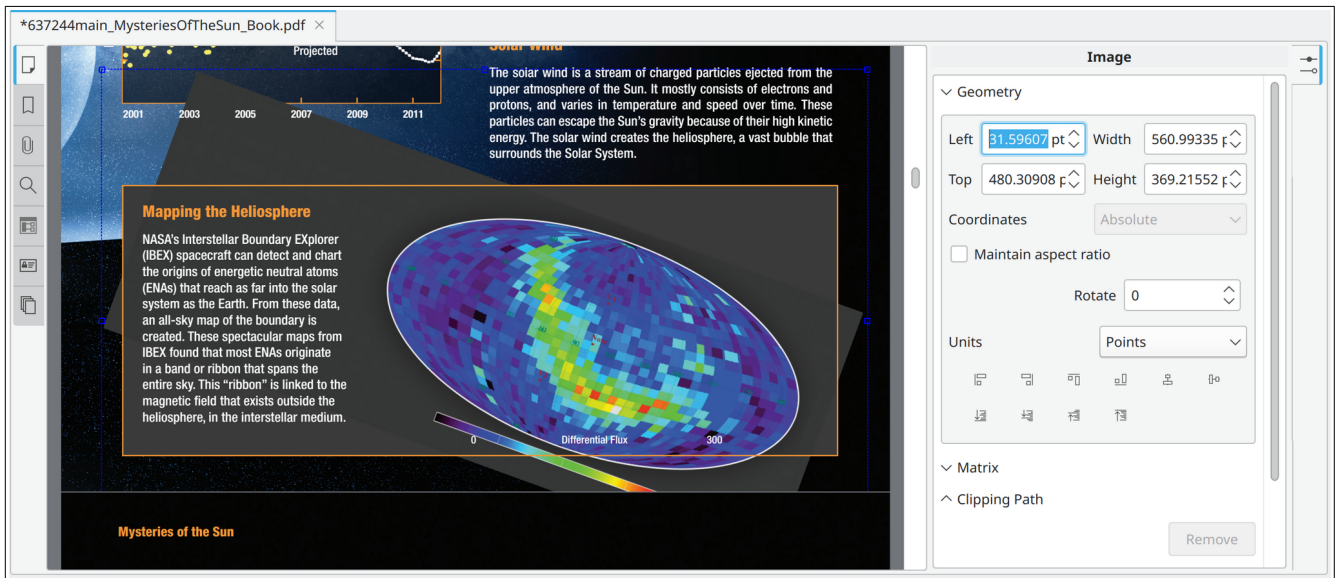 *637244main_MysteriesOfTheSun_Book.pdf
Projected
2001 2003 2005 2007 2009 2011
Solar Wind
The solar wind is a stream of charged particles ejected from the
upper atmosphere of the Sun. It mostly consists of electrons and
protons, and varies in temperature and speed over time. These
particles can escape the Sun's gravity because of their high kinetic
energy. The solar wind creates the heliosphere, a vast bubble that
surrounds the Solar System.
Mapping the Heliosphere
NASA's Interstellar Boundary EXplorer
(IBEX) spacecraft can detect and chart
the origins of energetic neutral atoms
(ENAs) that reach as far into the solar
system as the Earth. From these data,
an all-sky map of the boundary is
created. These spectacular maps from
IBEX found that most ENAs originate
in a band or ribbon that spans the
entire sky. This “ribbon” is linked to the
magnetic field that exists outside the
heliosphere, in the interstellar medium.
0 Differential Flux 300
Mysteries of the Sun
Image
Geometry
Left 31.59607 pt Width 560.99335 p
Top 480.30908 p Height 369.21552 p
Coordinates Absolute
Maintain aspect ratio
Rotate 0
Units Points
Matrix
Clipping Path
Remove